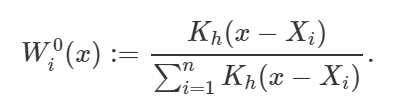 $$W_i^0(x) := \frac{K_h(x - X_i)}{\sum_{i=1}^n K_h(x - X_i)}.$$